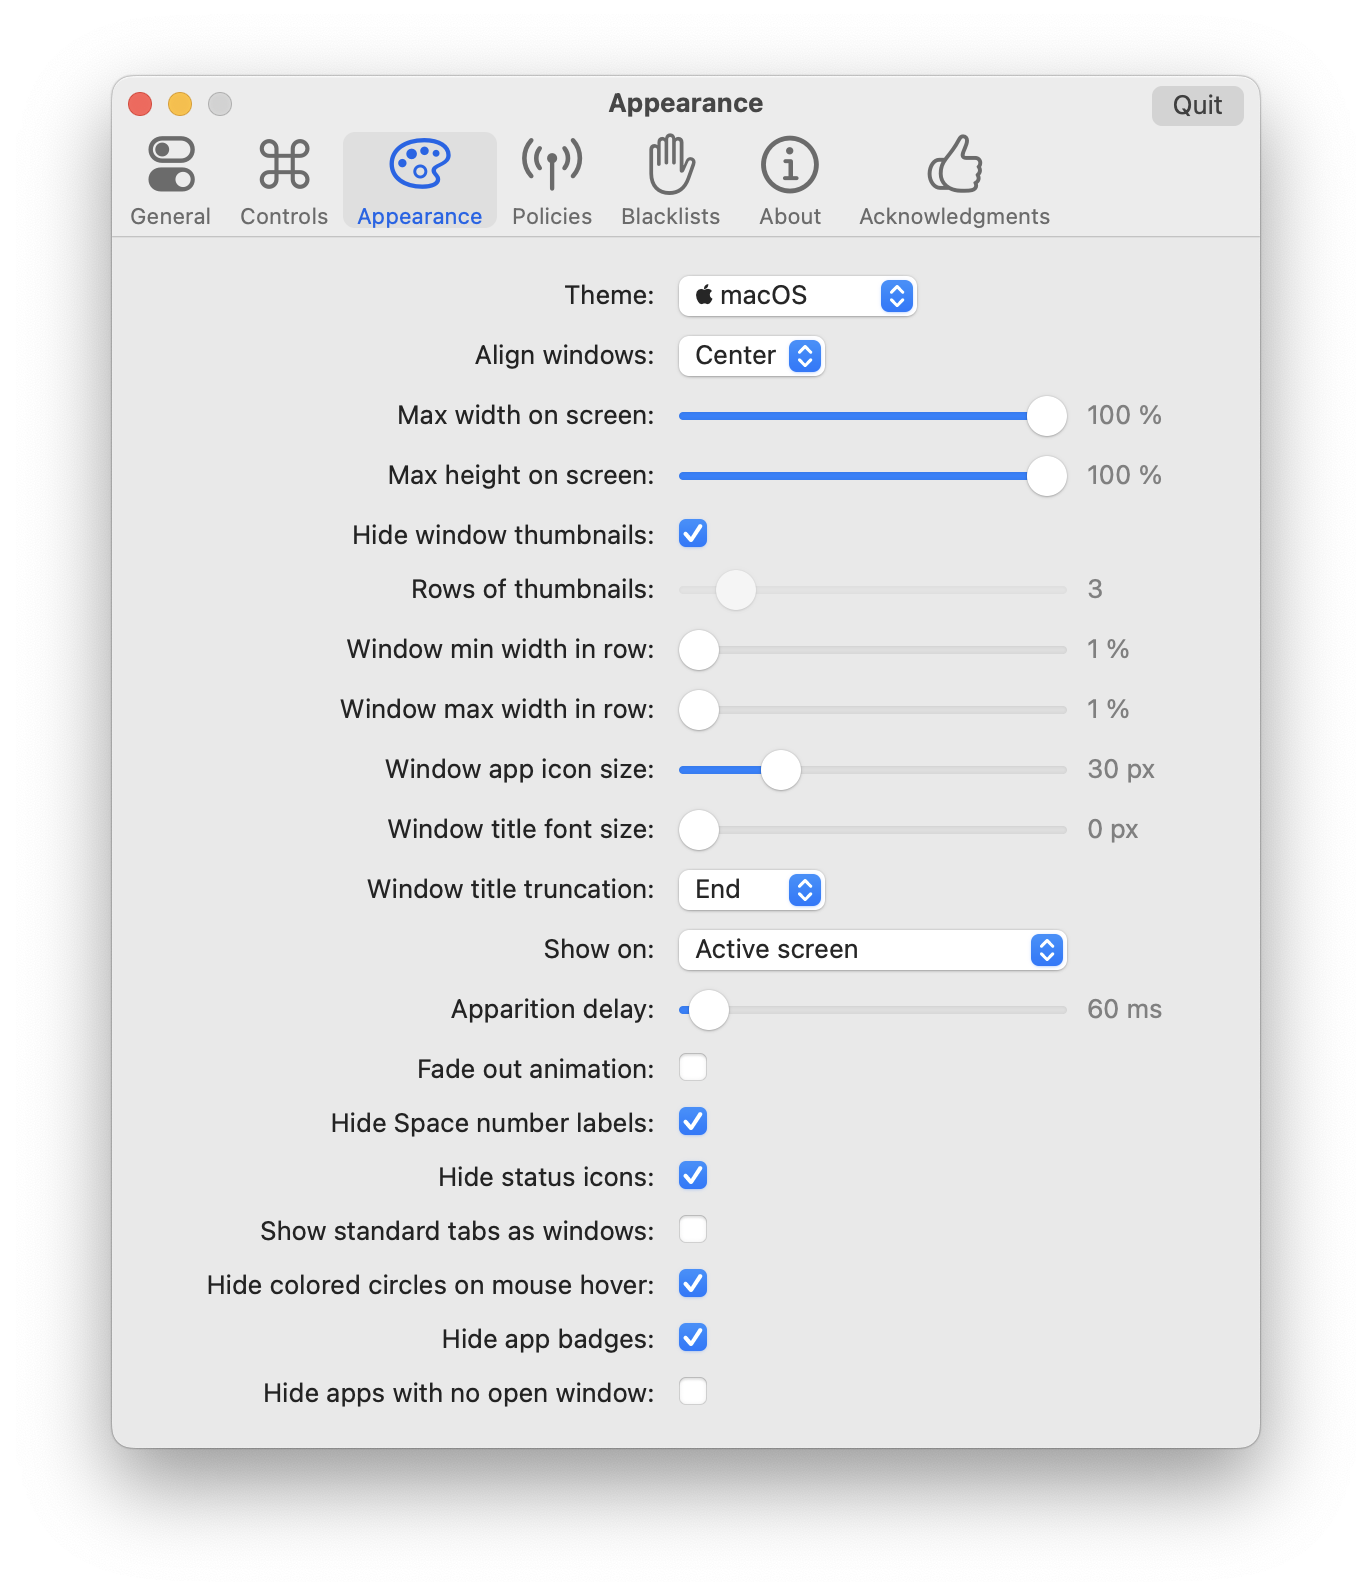 Appearance
Quit
General Controls Appearance Policies Blacklists About Acknowledgments
Theme: macOS
Align windows: Center
Max width on screen: 100 %
Max height on screen: 100 %
Hide window thumbnails:
Rows of thumbnails: 3
Window min width in row: 1 %
Window max width in row: 1 %
Window app icon size: 30 px
Window title font size: 0 px
Window title truncation: End
Show on: Active screen
Apparition delay: 60 ms
Fade out animation:
Hide Space number labels:
Hide status icons:
Show standard tabs as windows:
Hide colored circles on mouse hover:
Hide app badges:
Hide apps with no open window: